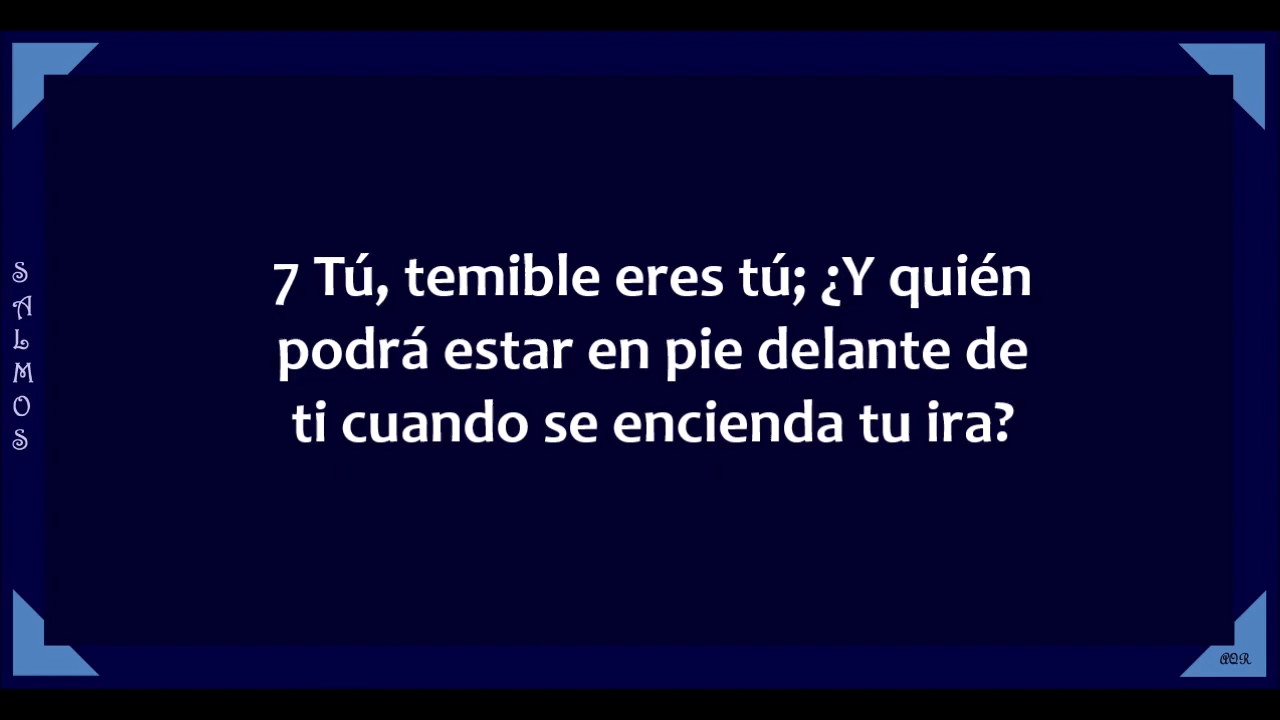 SALMOS
7 Tú, temible eres tú; ¿Y quién
podrá estar en pie delante de
ti cuando se encienda tu ira?